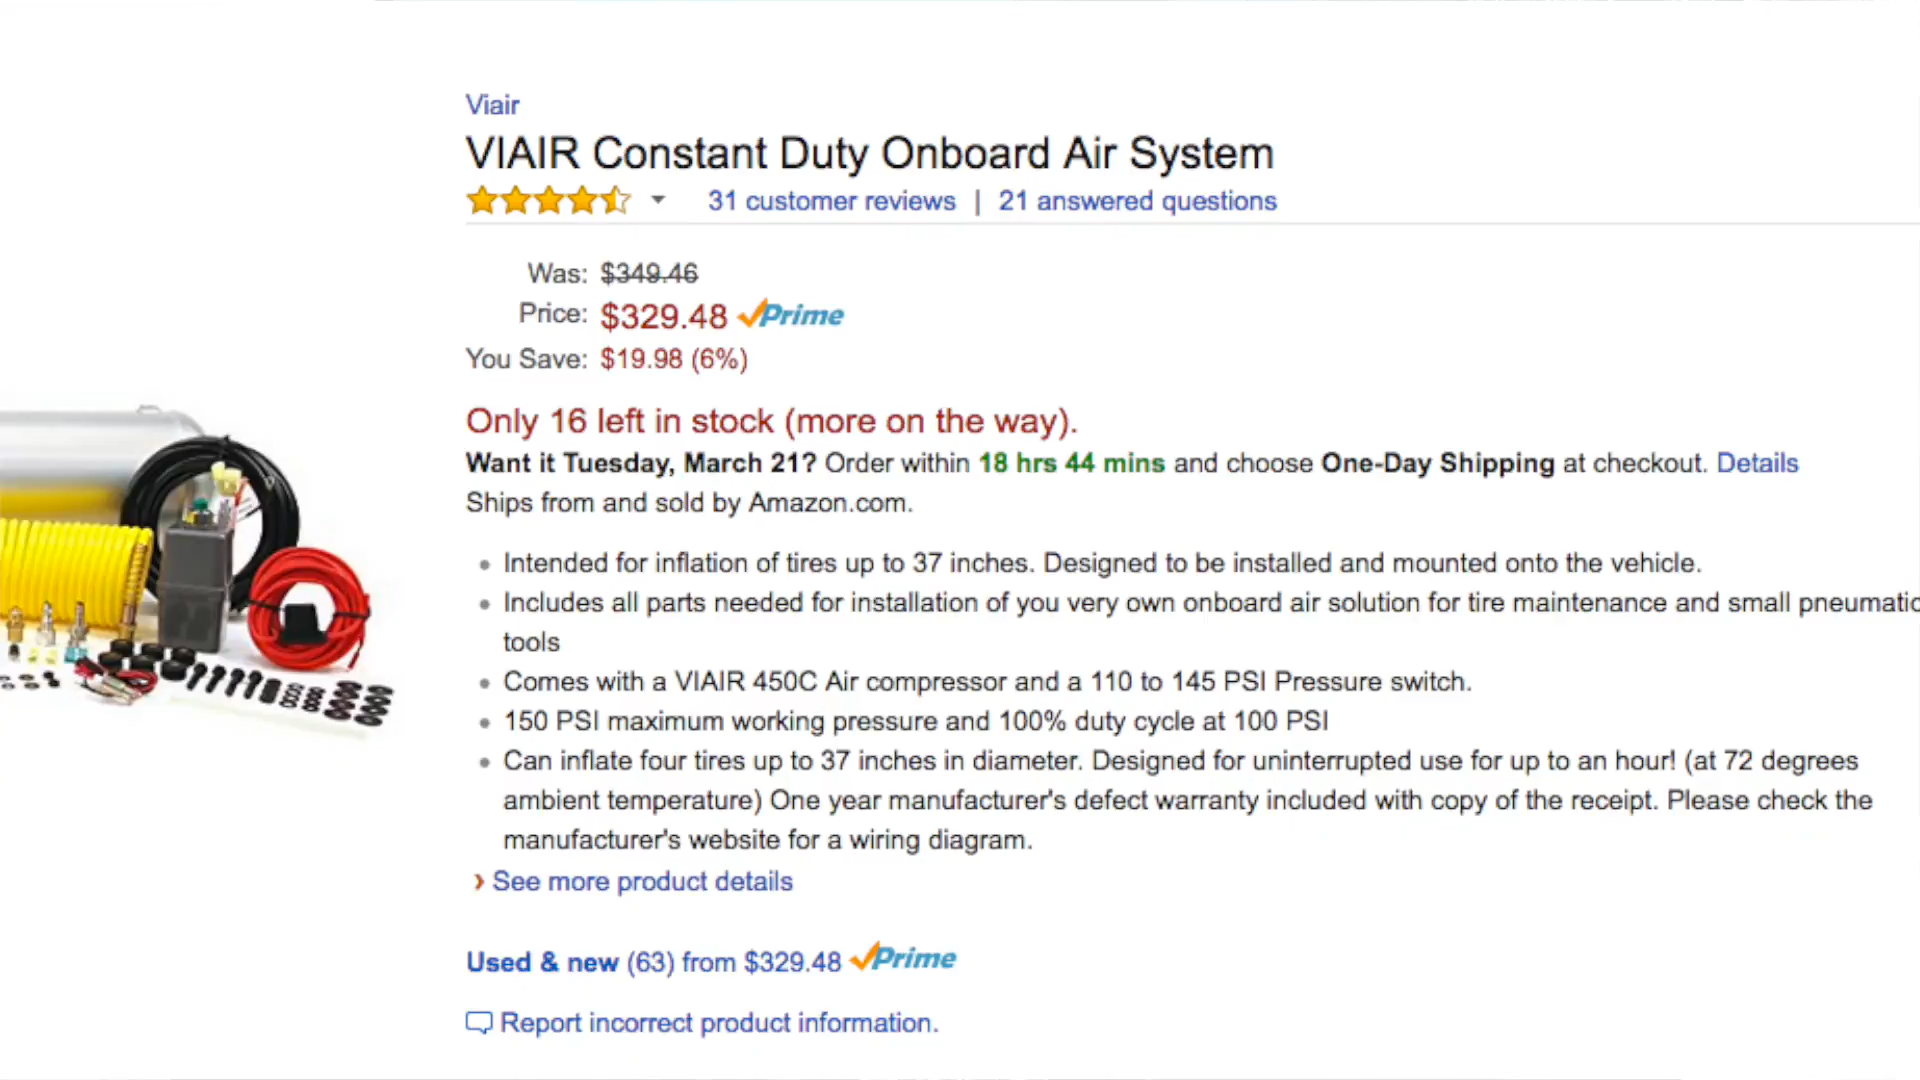 Viair
VIAIR Constant Duty Onboard Air System
31 customer reviews | 21 answered questions
Was: $349.46
Price: $329.48 Prime
You Save: $19.98 (6%)
Only 16 left in stock (more on the way).
Want it Tuesday, March 21? Order within 18 hrs 44 mins and choose One-Day Shipping at checkout. Details
Ships from and sold by Amazon.com.
Intended for inflation of tires up to 37 inches. Designed to be installed and mounted onto the vehicle.
Includes all parts needed for installation of you very own onboard air solution for tire maintenance and small pneumatic
tools
Comes with a VIAIR 450C Air compressor and a 110 to 145 PSI Pressure switch.
150 PSI maximum working pressure and 100% duty cycle at 100 PSI
Can inflate four tires up to 37 inches in diameter. Designed for uninterrupted use for up to an hour! (at 72 degrees
ambient temperature) One year manufacturer's defect warranty included with copy of the receipt. Please check the
manufacturer's website for a wiring diagram.
› See more product details
Used & new (63) from $329.48 Prime
Report incorrect product information.